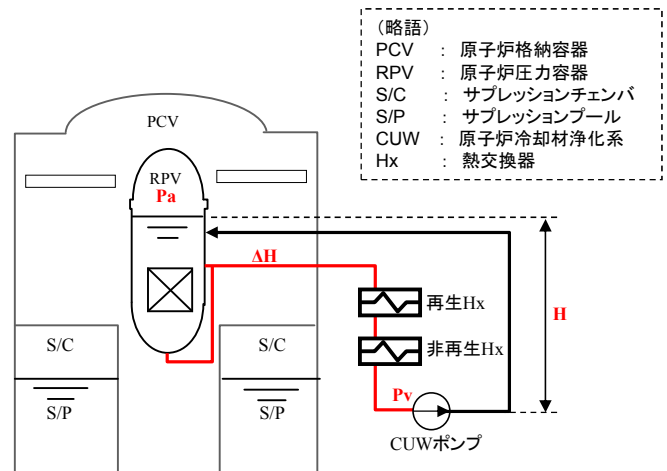 (略語)
PCV : 原子炉格納容器
RPV : 原子炉圧力容器
S/C : サプレッションチェンバ
S/P : サプレッションプール
CUW : 原子炉冷却材浄化系
Hx : 熱交換器
PCV
RPV
Pa
ΔH
再生Hx
H
非再生Hx
S/C
S/C
Pv
S/P
S/P
CUWポンプ